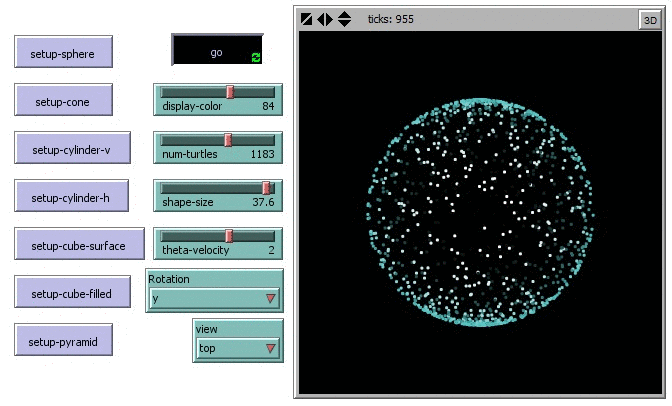 setup-sphere
setup-cone
setup-cylinder-v
setup-cylinder-h
setup-cube-surface
setup-cube-filled
setup-pyramid
go
display-color 84
num-turtles 1183
shape-size 37.6
theta-velocity 2
Rotation
y
view
top
ticks: 955
3D